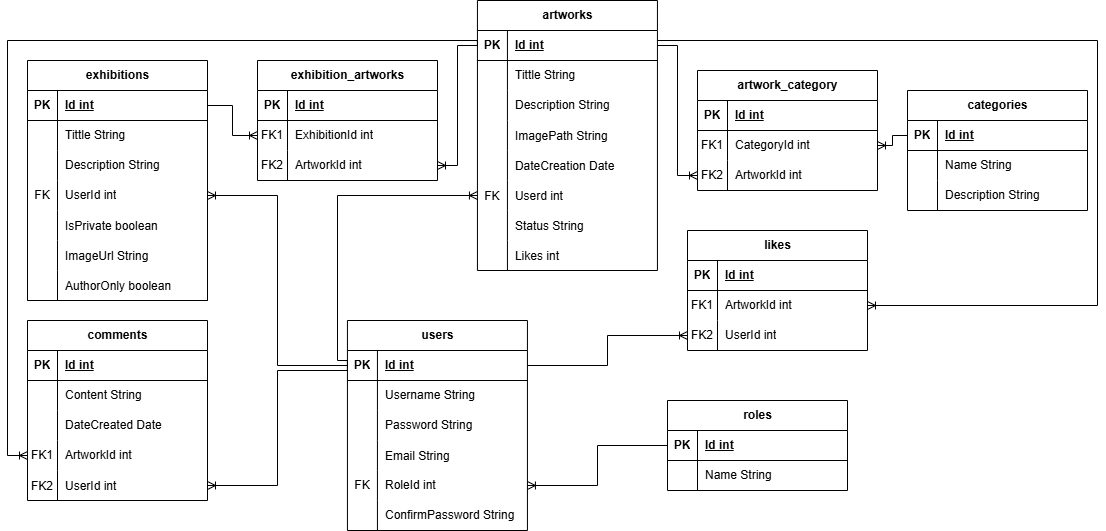 artworks
PK Id int
Tittle String
Description String
ImagePath String
DateCreation Date
FK Userd int
Status String
Likes int
exhibitions
PK Id int
Tittle String
Description String
FK UserId int
IsPrivate boolean
ImageUrl String
AuthorOnly boolean
exhibition_artworks
PK Id int
FK1 ExhibitionId int
FK2 ArtworkId int
artwork_category
PK Id int
FK1 CategoryId int
FK2 ArtworkId int
categories
PK Id int
Name String
Description String
likes
PK Id int
FK1 ArtworkId int
FK2 UserId int
comments
PK Id int
Content String
DateCreated Date
FK1 ArtworkId int
FK2 UserId int
users
PK Id int
Username String
Password String
Email String
FK RoleId int
ConfirmPassword String
roles
PK Id int
Name String